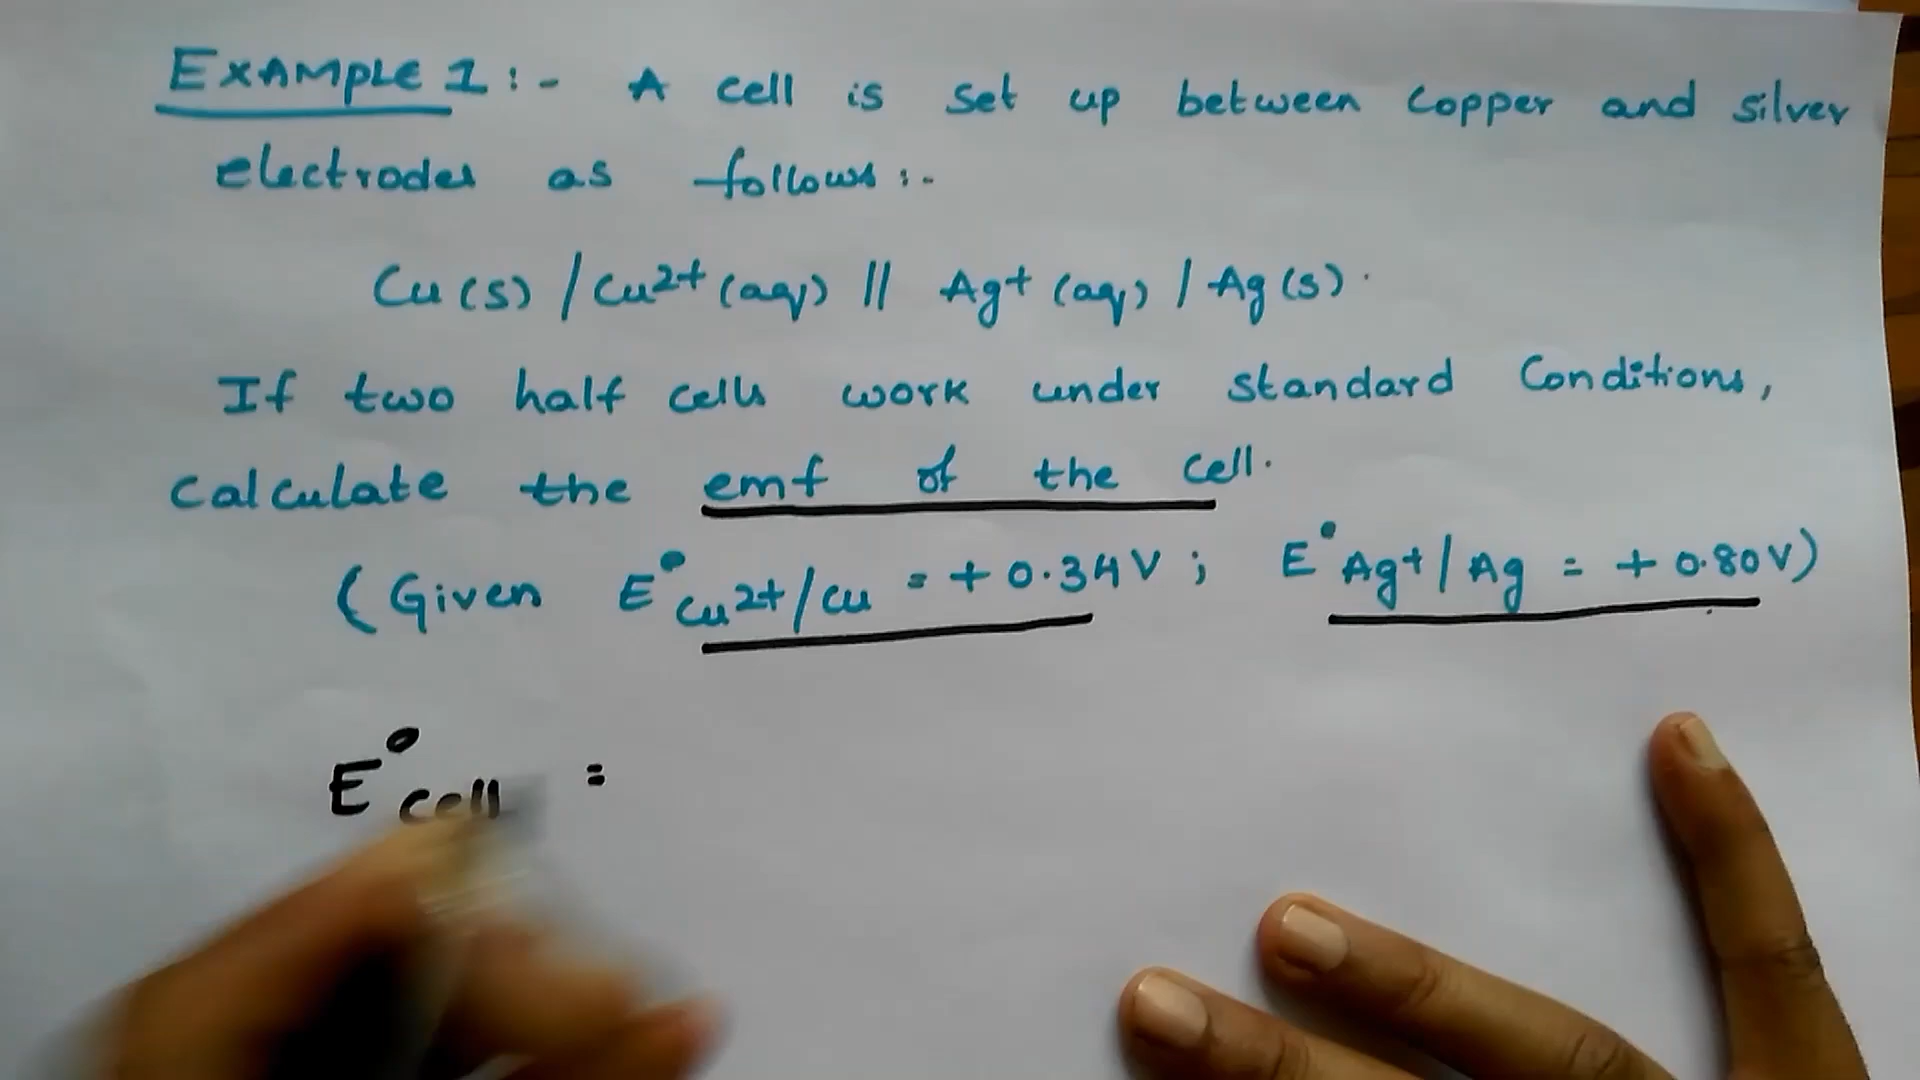 EXAMPLE 1 :- A cell is set up between copper and silver
electrodes as follows :-
Cu(s) / Cu2+ (aq) || Ag+ (aq) / Ag(s).
If two half cells work under standard Conditions,
calculate the emf of the cell.
(Given E° Cu2+/Cu = +0.34V ; E° Ag+/Ag = +0.80V)
E° cell =